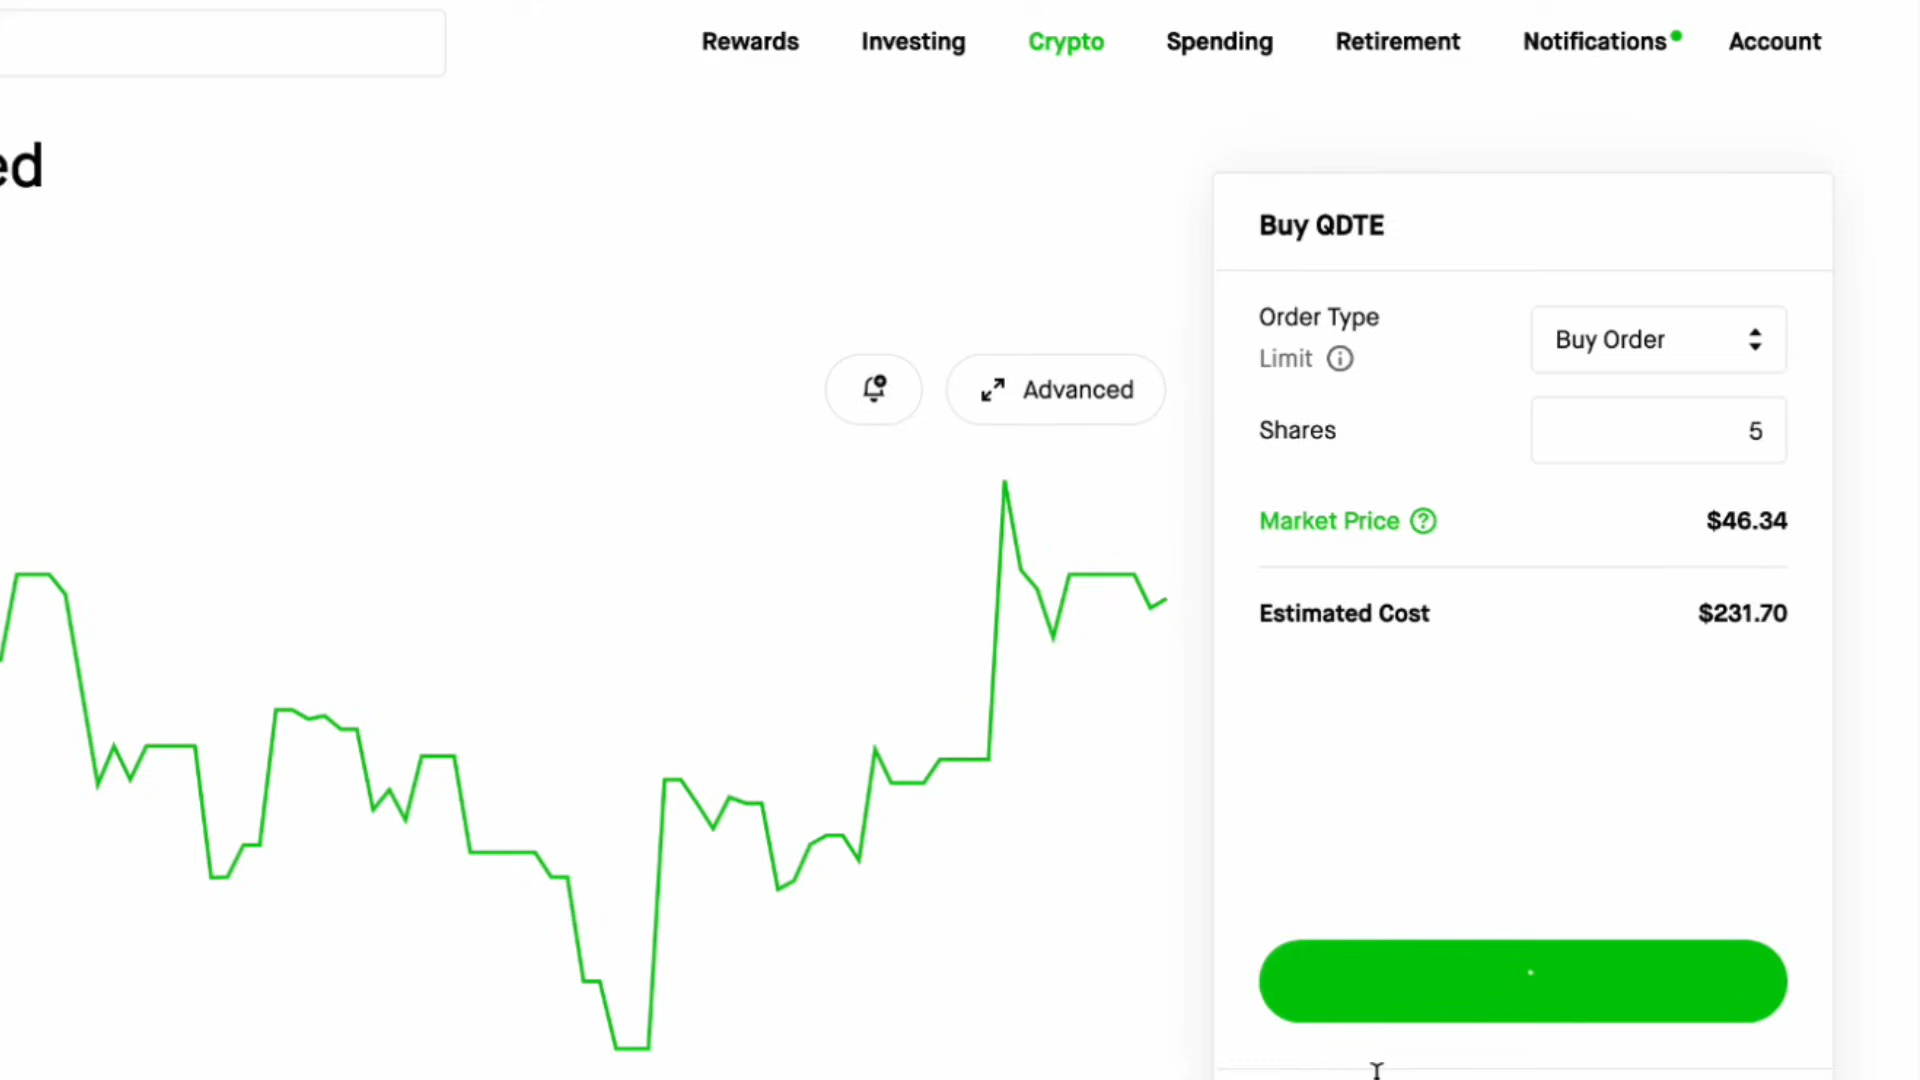 Rewards Investing Crypto Spending Retirement Notifications Account
ed
Buy QDTE
Order Type
Limit
Buy Order
Shares
5
Advanced
Market Price
$46.34
Estimated Cost
$231.70